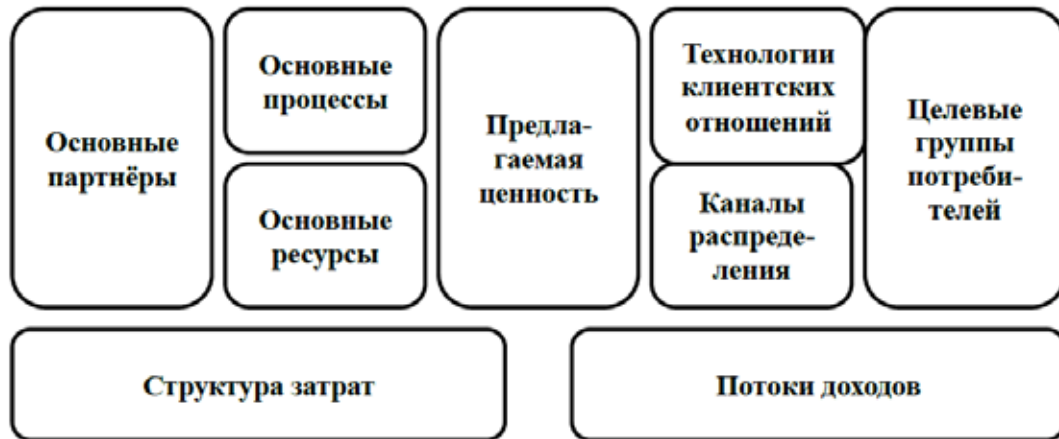 Основные
партнёры
Основные
процессы
Основные
ресурсы
Предла-
гаемая
ценность
Технологии
клиентских
отношений
Каналы
распреде-
ления
Целевые
группы
потреби-
телей
Структура затрат
Потоки доходов